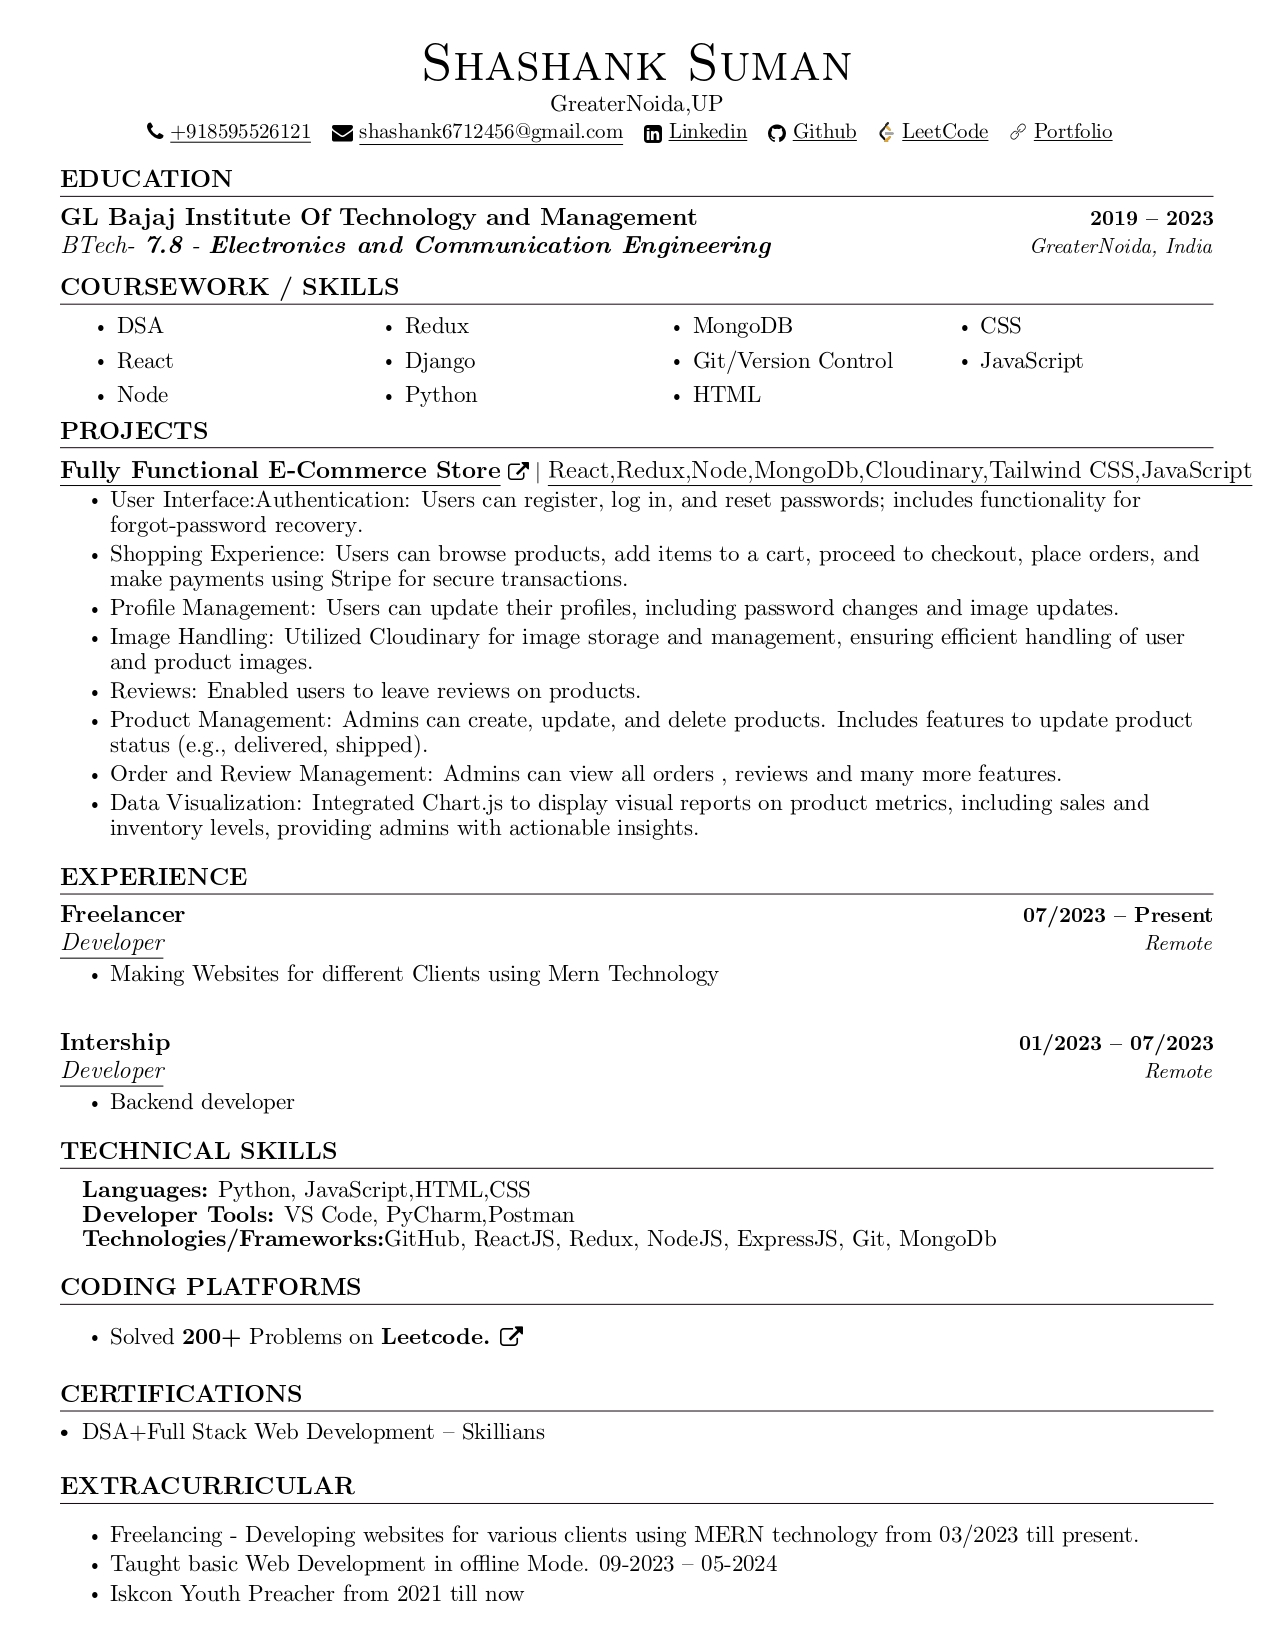 Shashank Suman
GreaterNoida,UP
+918595526121 shashank6712456@gmail.com Linkedin Github LeetCode Portfolio
EDUCATION
GL Bajaj Institute Of Technology and Management 2019 – 2023
BTech- 7.8 - Electronics and Communication Engineering GreaterNoida, India
COURSEWORK / SKILLS
• DSA • Redux • MongoDB • CSS
• React • Django • Git/Version Control • JavaScript
• Node • Python • HTML
PROJECTS
Fully Functional E-Commerce Store | React,Redux,Node,MongoDb,Cloudinary,Tailwind CSS,JavaScript
• User Interface:Authentication: Users can register, log in, and reset passwords; includes functionality for
forgot-password recovery.
• Shopping Experience: Users can browse products, add items to a cart, proceed to checkout, place orders, and
make payments using Stripe for secure transactions.
• Profile Management: Users can update their profiles, including password changes and image updates.
• Image Handling: Utilized Cloudinary for image storage and management, ensuring efficient handling of user
and product images.
• Reviews: Enabled users to leave reviews on products.
• Product Management: Admins can create, update, and delete products. Includes features to update product
status (e.g., delivered, shipped).
• Order and Review Management: Admins can view all orders , reviews and many more features.
• Data Visualization: Integrated Chart.js to display visual reports on product metrics, including sales and
inventory levels, providing admins with actionable insights.
EXPERIENCE
Freelancer 07/2023 – Present
Developer Remote
• Making Websites for different Clients using Mern Technology
Intership 01/2023 – 07/2023
Developer Remote
• Backend developer
TECHNICAL SKILLS
Languages: Python, JavaScript,HTML,CSS
Developer Tools: VS Code, PyCharm,Postman
Technologies/Frameworks:GitHub, ReactJS, Redux, NodeJS, ExpressJS, Git, MongoDb
CODING PLATFORMS
• Solved 200+ Problems on Leetcode.
CERTIFICATIONS
• DSA+Full Stack Web Development – Skillians
EXTRACURRICULAR
• Freelancing - Developing websites for various clients using MERN technology from 03/2023 till present.
• Taught basic Web Development in offline Mode. 09-2023 – 05-2024
• Iskcon Youth Preacher from 2021 till now